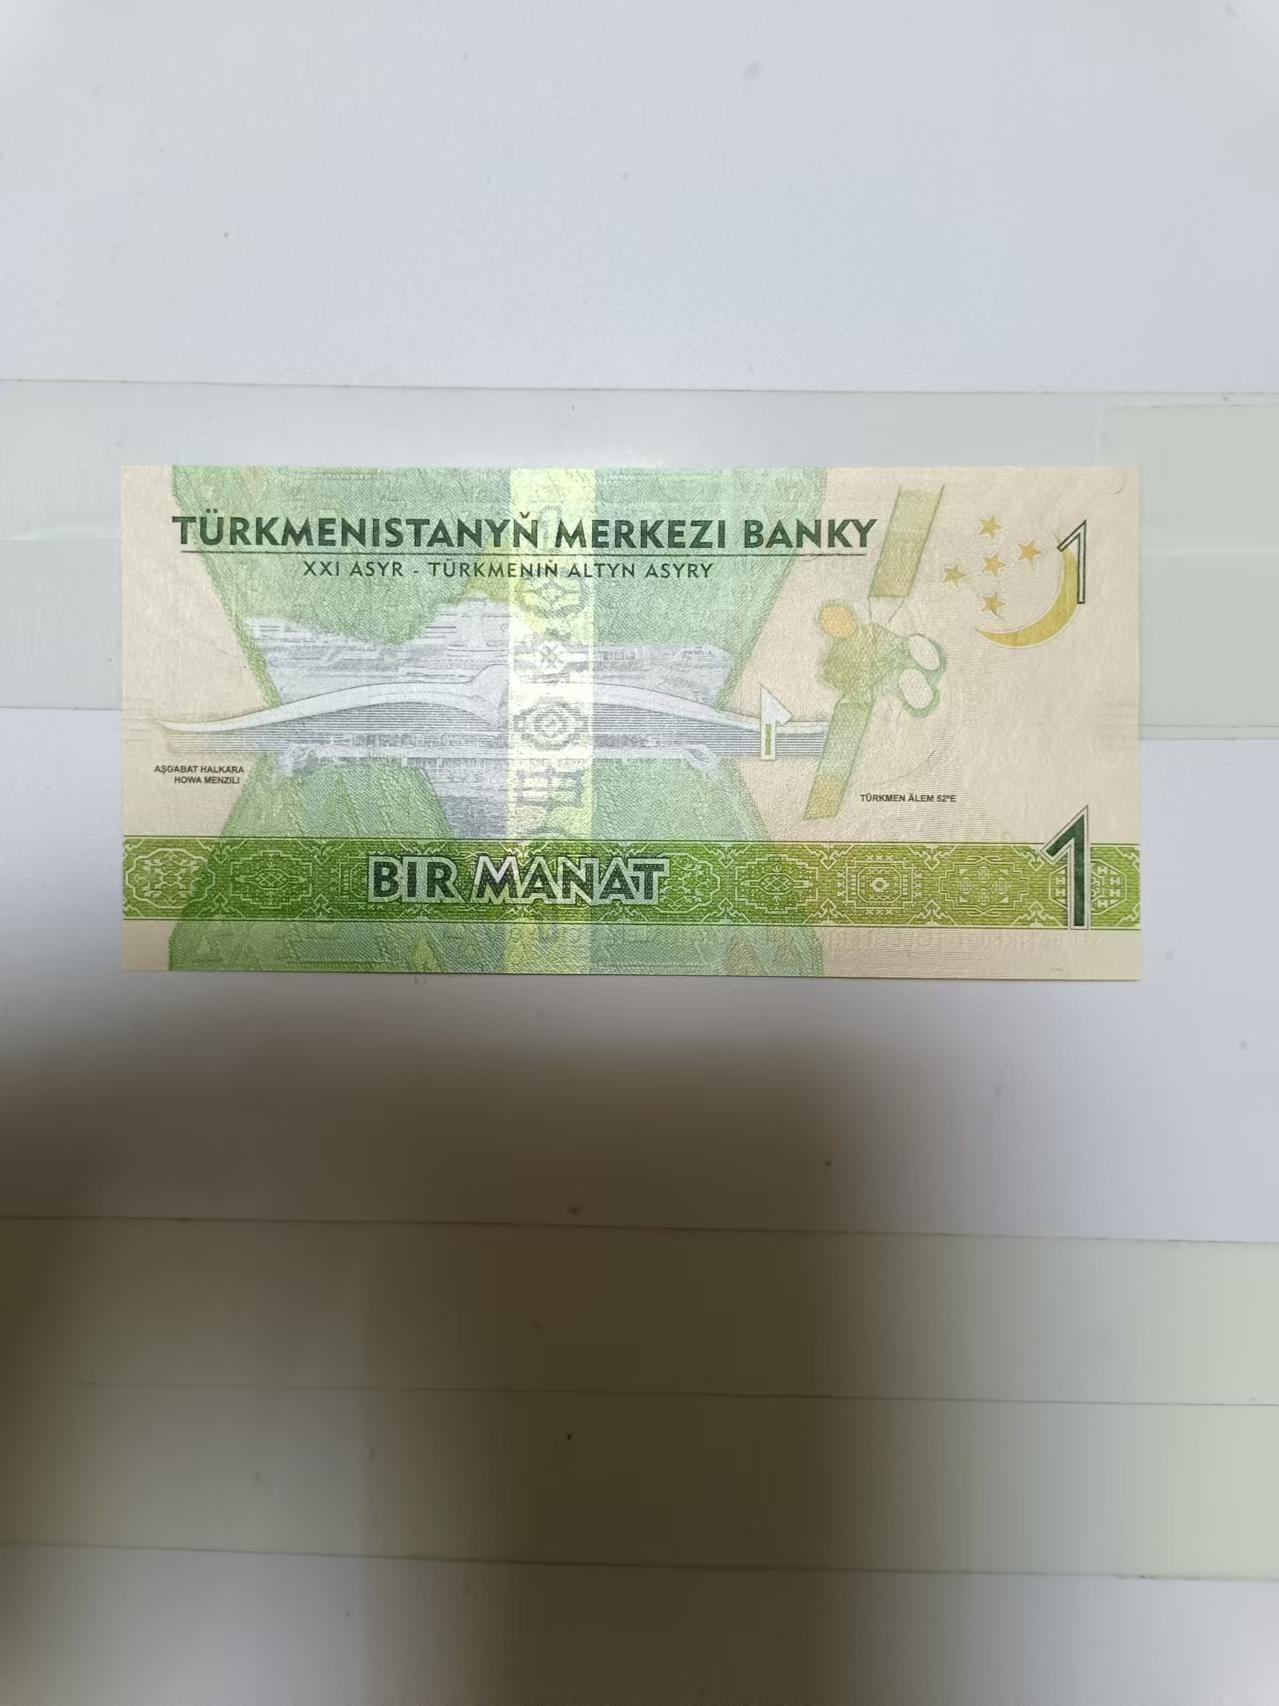 TÜRKMENISTANYŇ MERKEZI BANKY
XXI ASYR - TÜRKMENIŇ ALTYN ASYRY
1
1
AŞGABAT HALKARA
HOWA MENZILI
TÜRKMEN ÄLEM 52°E
BIR MANAT
1